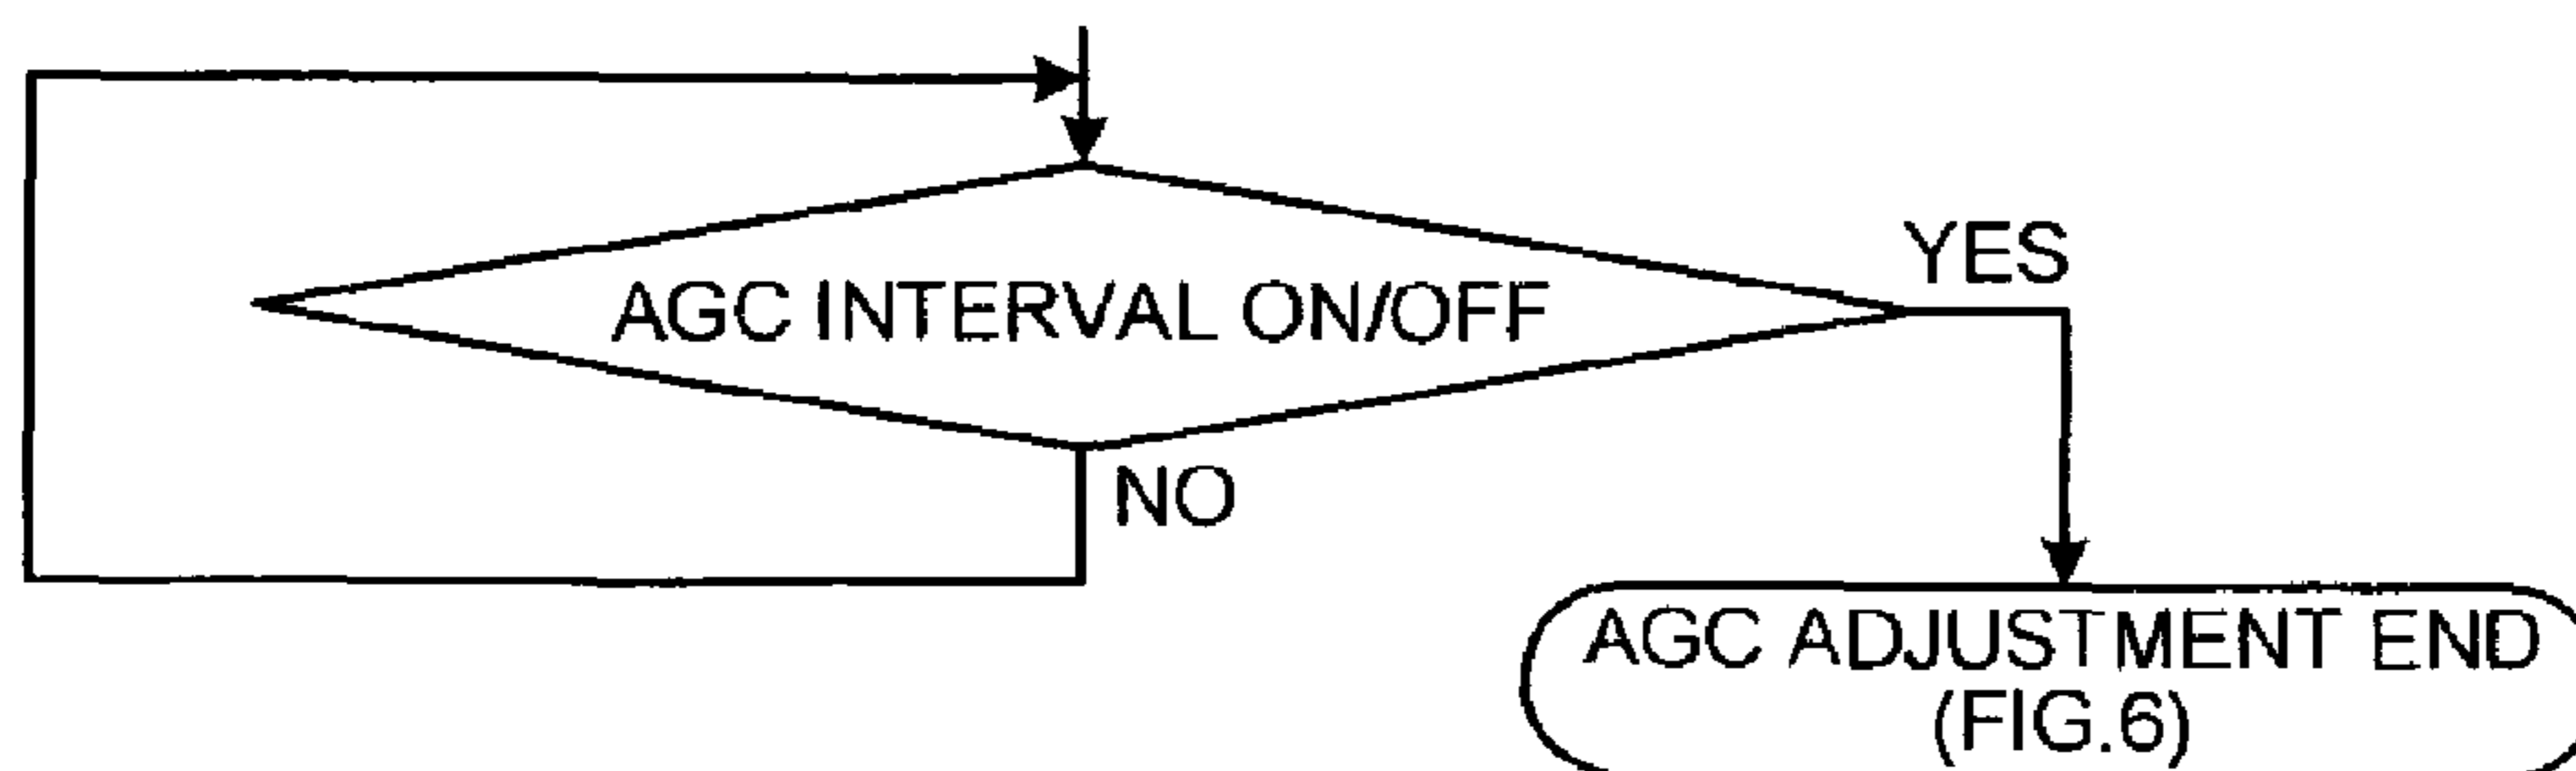 YES
AGC INTERVAL ON/OFF
NO
AGC ADJUSTMENT END
(FIG.6)